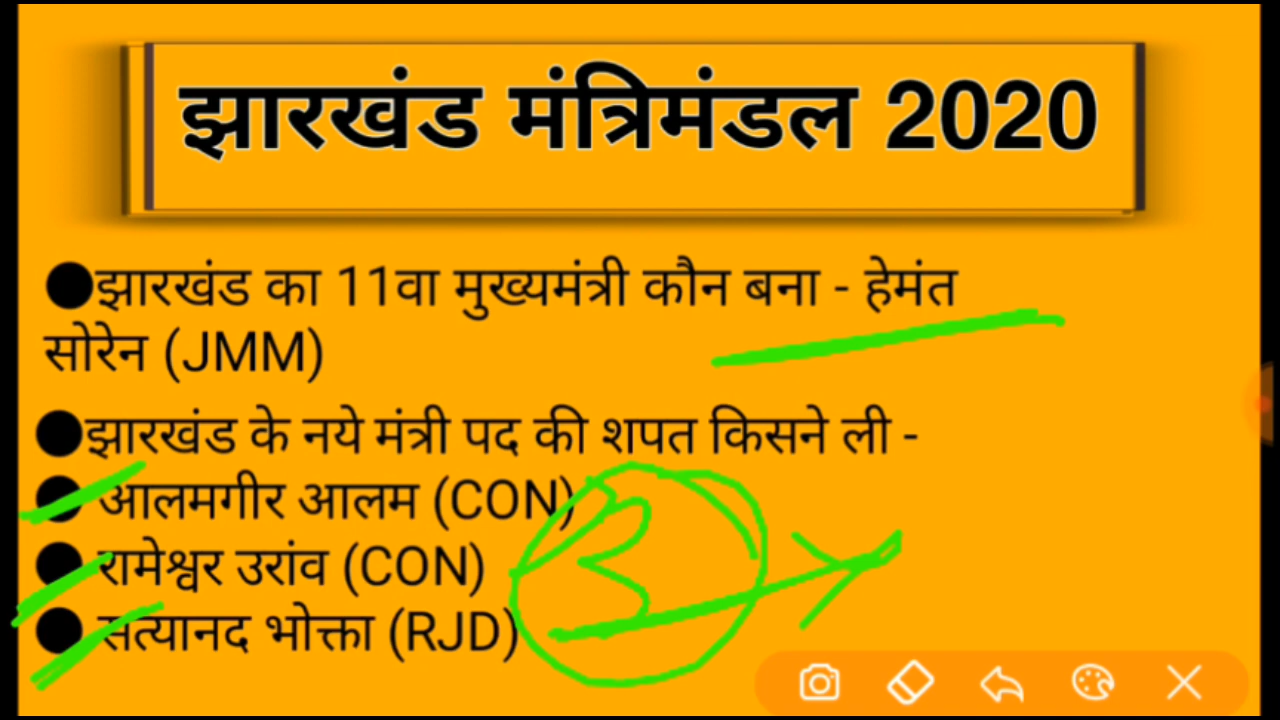 झारखंड मंत्रिमंडल 2020
●झारखंड का 11वा मुख्यमंत्री कौन बना - हेमंत
सोरेन (JMM)
●झारखंड के नये मंत्री पद की शपत किसने ली -
● आलमगीर आलम (CON)
● रामेश्वर उरांव (CON)
● सत्यानद भोक्ता (RJD)
3